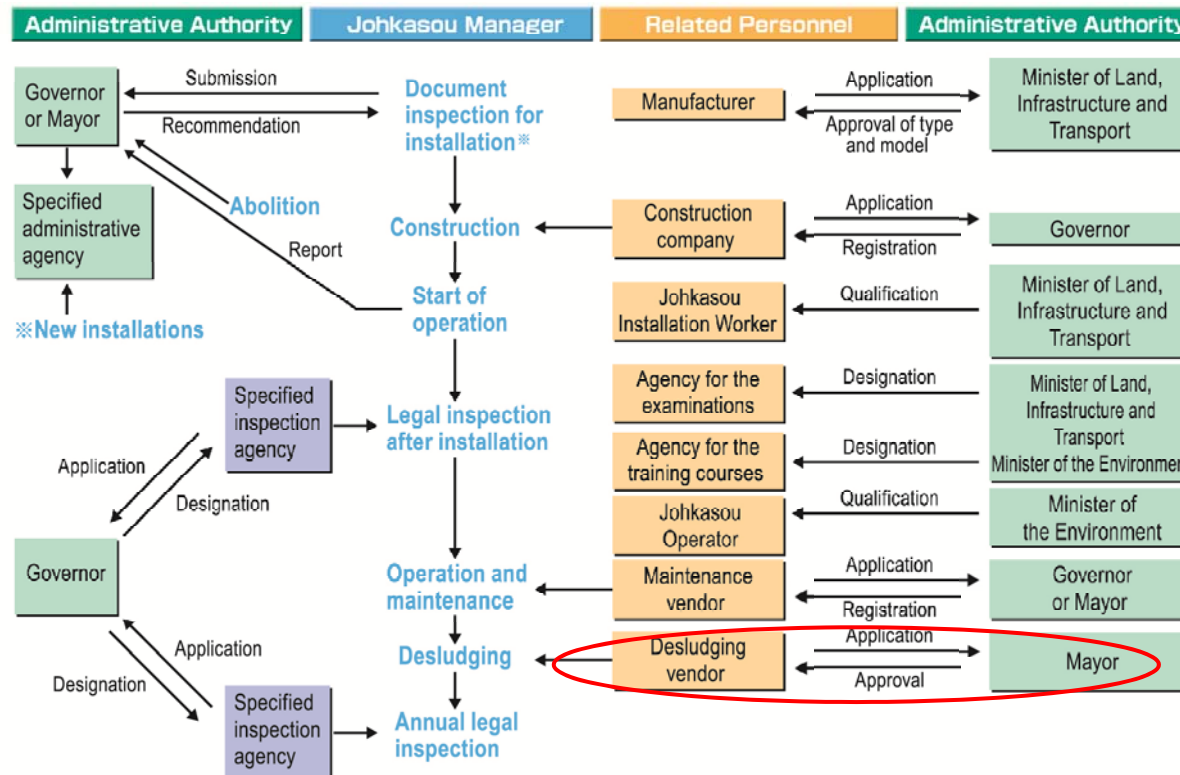 Administrative Authority
Johkasou Manager
Related Personnel
Administrative Authority
Governor
or Mayor
Submission
Recommendation
Document
inspection for
installation※
Specified
administrative
agency
Abolition
Report
※New installations
Construction
Start of
operation
Specified
inspection
agency
Legal inspection
after installation
Application
Designation
Governor
Operation and
maintenance
Application
Designation
Desludging
Specified
inspection
agency
Annual legal
inspection
Manufacturer
Application
Approval of type
and model
Minister of Land,
Infrastructure and
Transport
Construction
company
Application
Registration
Governor
Johkasou
Installation Worker
Qualification
Minister of Land,
Infrastructure and
Transport
Agency for the
examinations
Designation
Minister of Land,
Infrastructure and
Transport
Minister of the Environmen
Agency for the
training courses
Designation
Johkasou
Operator
Qualification
Minister of
the Environment
Maintenance
vendor
Application
Registration
Governor
or Mayor
Desludging
vendor
Application
Approval
Mayor